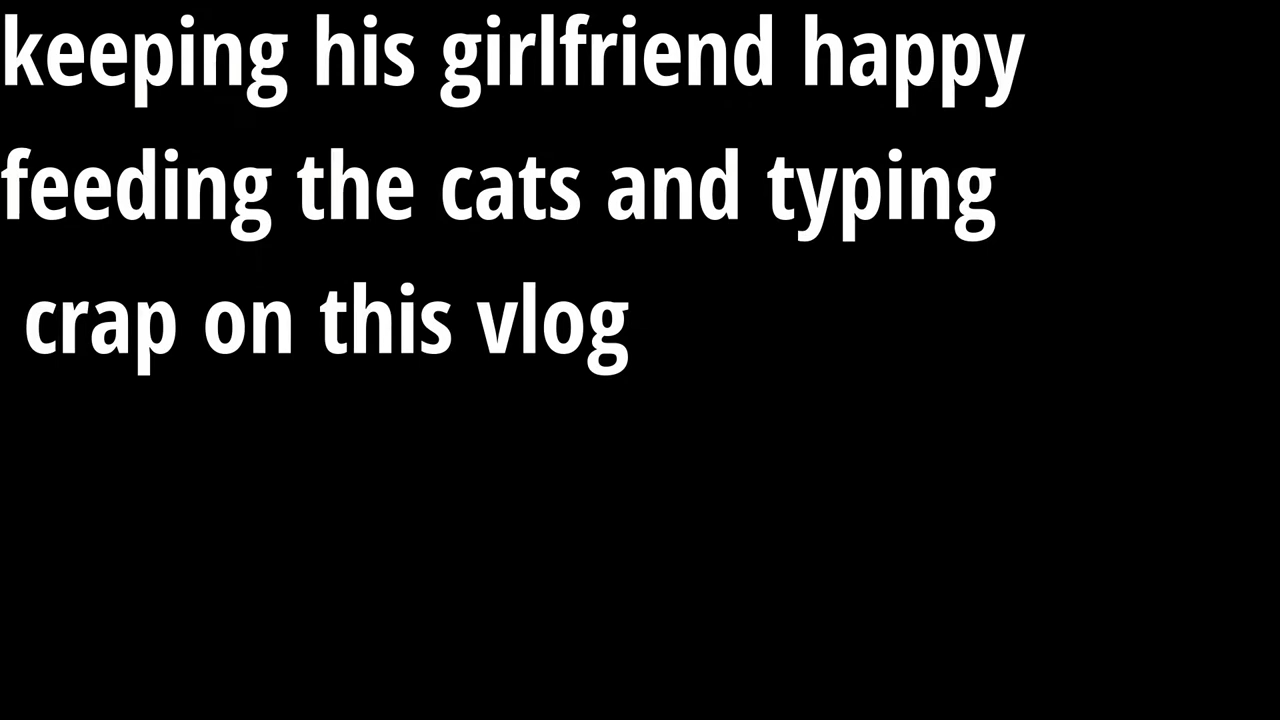 keeping his girlfriend happy
feeding the cats and typing
crap on this vlog